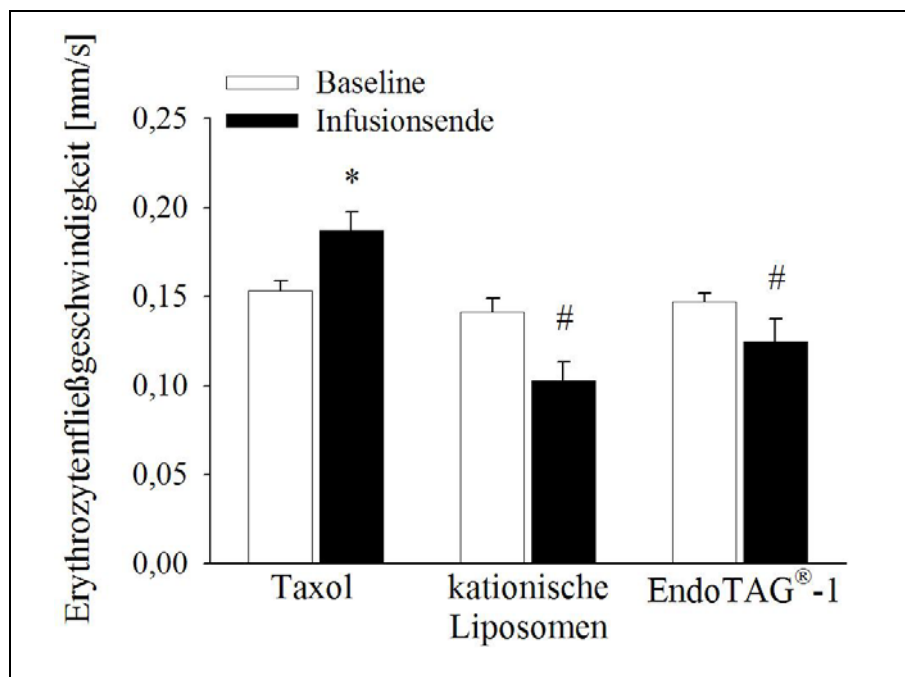 Erythrozytenfließgeschwindigkeit [mm/s]
Baseline
Infusionsende
0,25
0,20
0,15
0,10
0,05
0,00
*
#
#
Taxol
kationische
Liposomen
EndoTAG®-1